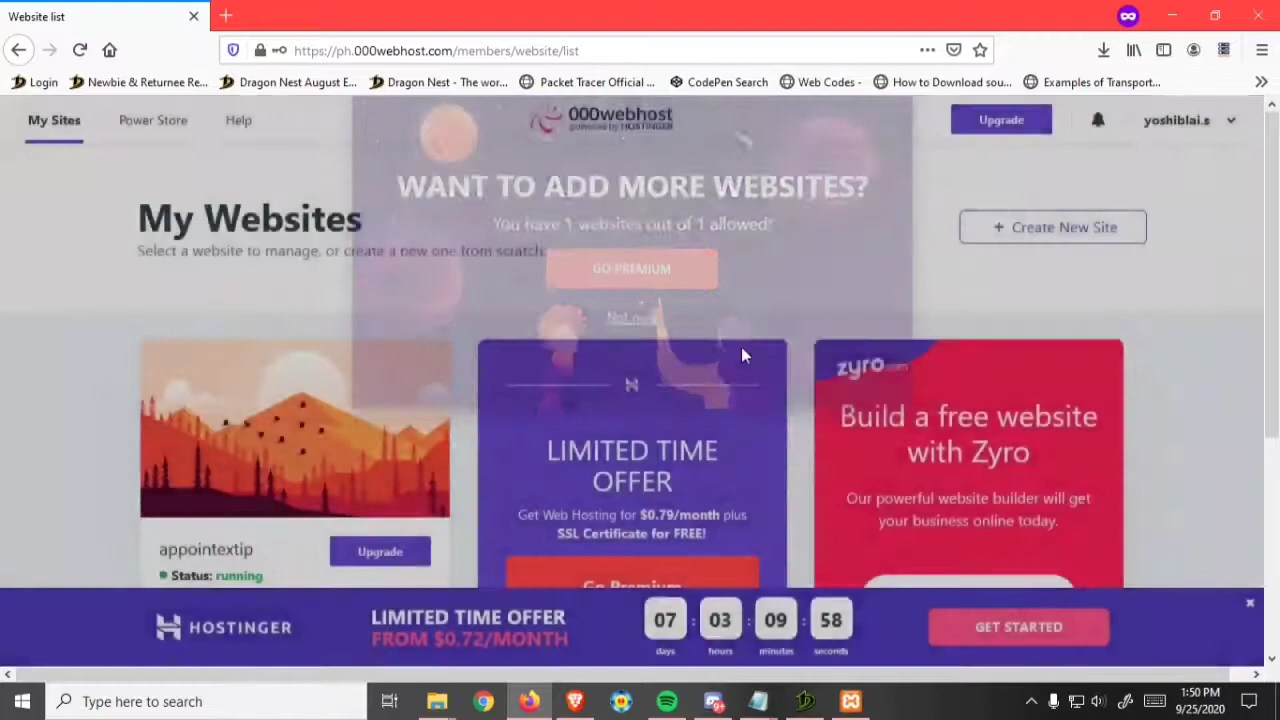 Website list
https://ph.000webhost.com/members/website/list
Login
Newbie & Returnee Re...
Dragon Nest August E...
Dragon Nest - The wor...
Packet Tracer Official ...
CodePen Search
Web Codes -
How to Download sou...
Examples of Transport...
My Sites
Power Store
Help
000webhost
powered by HOSTINGER
Upgrade
yoshiblai.s
WANT TO ADD MORE WEBSITES?
You have 1 websites out of 1 allowed!
GO PREMIUM
My Websites
Select a website to manage, or create a new one from scratch.
+ Create New Site
appointextip
Upgrade
Status: running
LIMITED TIME
OFFER
Get Web Hosting for $0.79/month plus
SSL Certificate for FREE!
Go Premium
zyro.com
Build a free website
with Zyro
Our powerful website builder will get
your business online today.
HOSTINGER
LIMITED TIME OFFER
FROM $0.72/MONTH
07 : 03 : 09 : 58
days hours minutes seconds
GET STARTED
Type here to search
9+
1:50 PM
9/25/2020